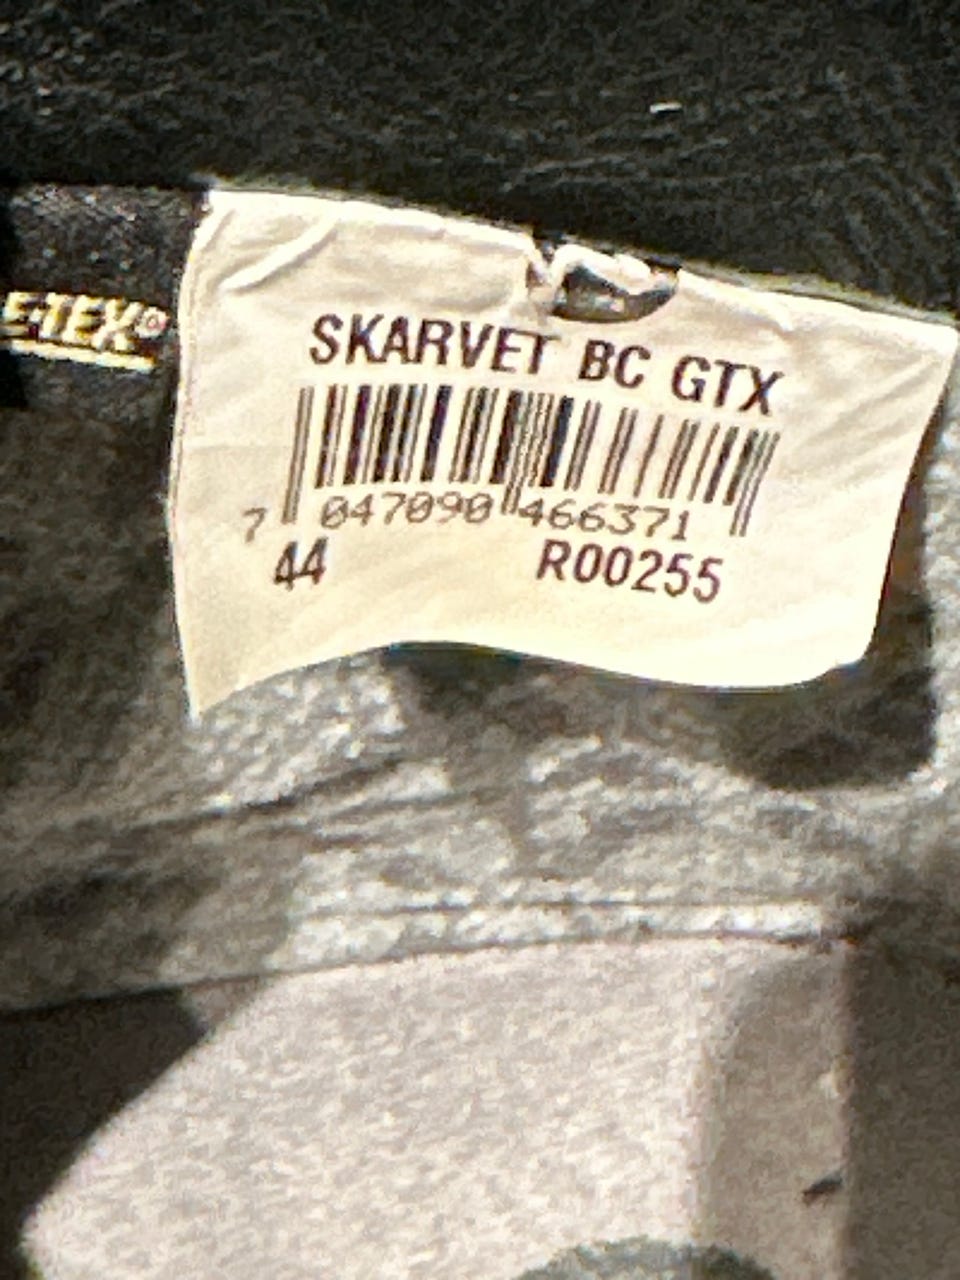 E-TEX®
SKARVET BC GTX
7 047090 466371
44 R00255